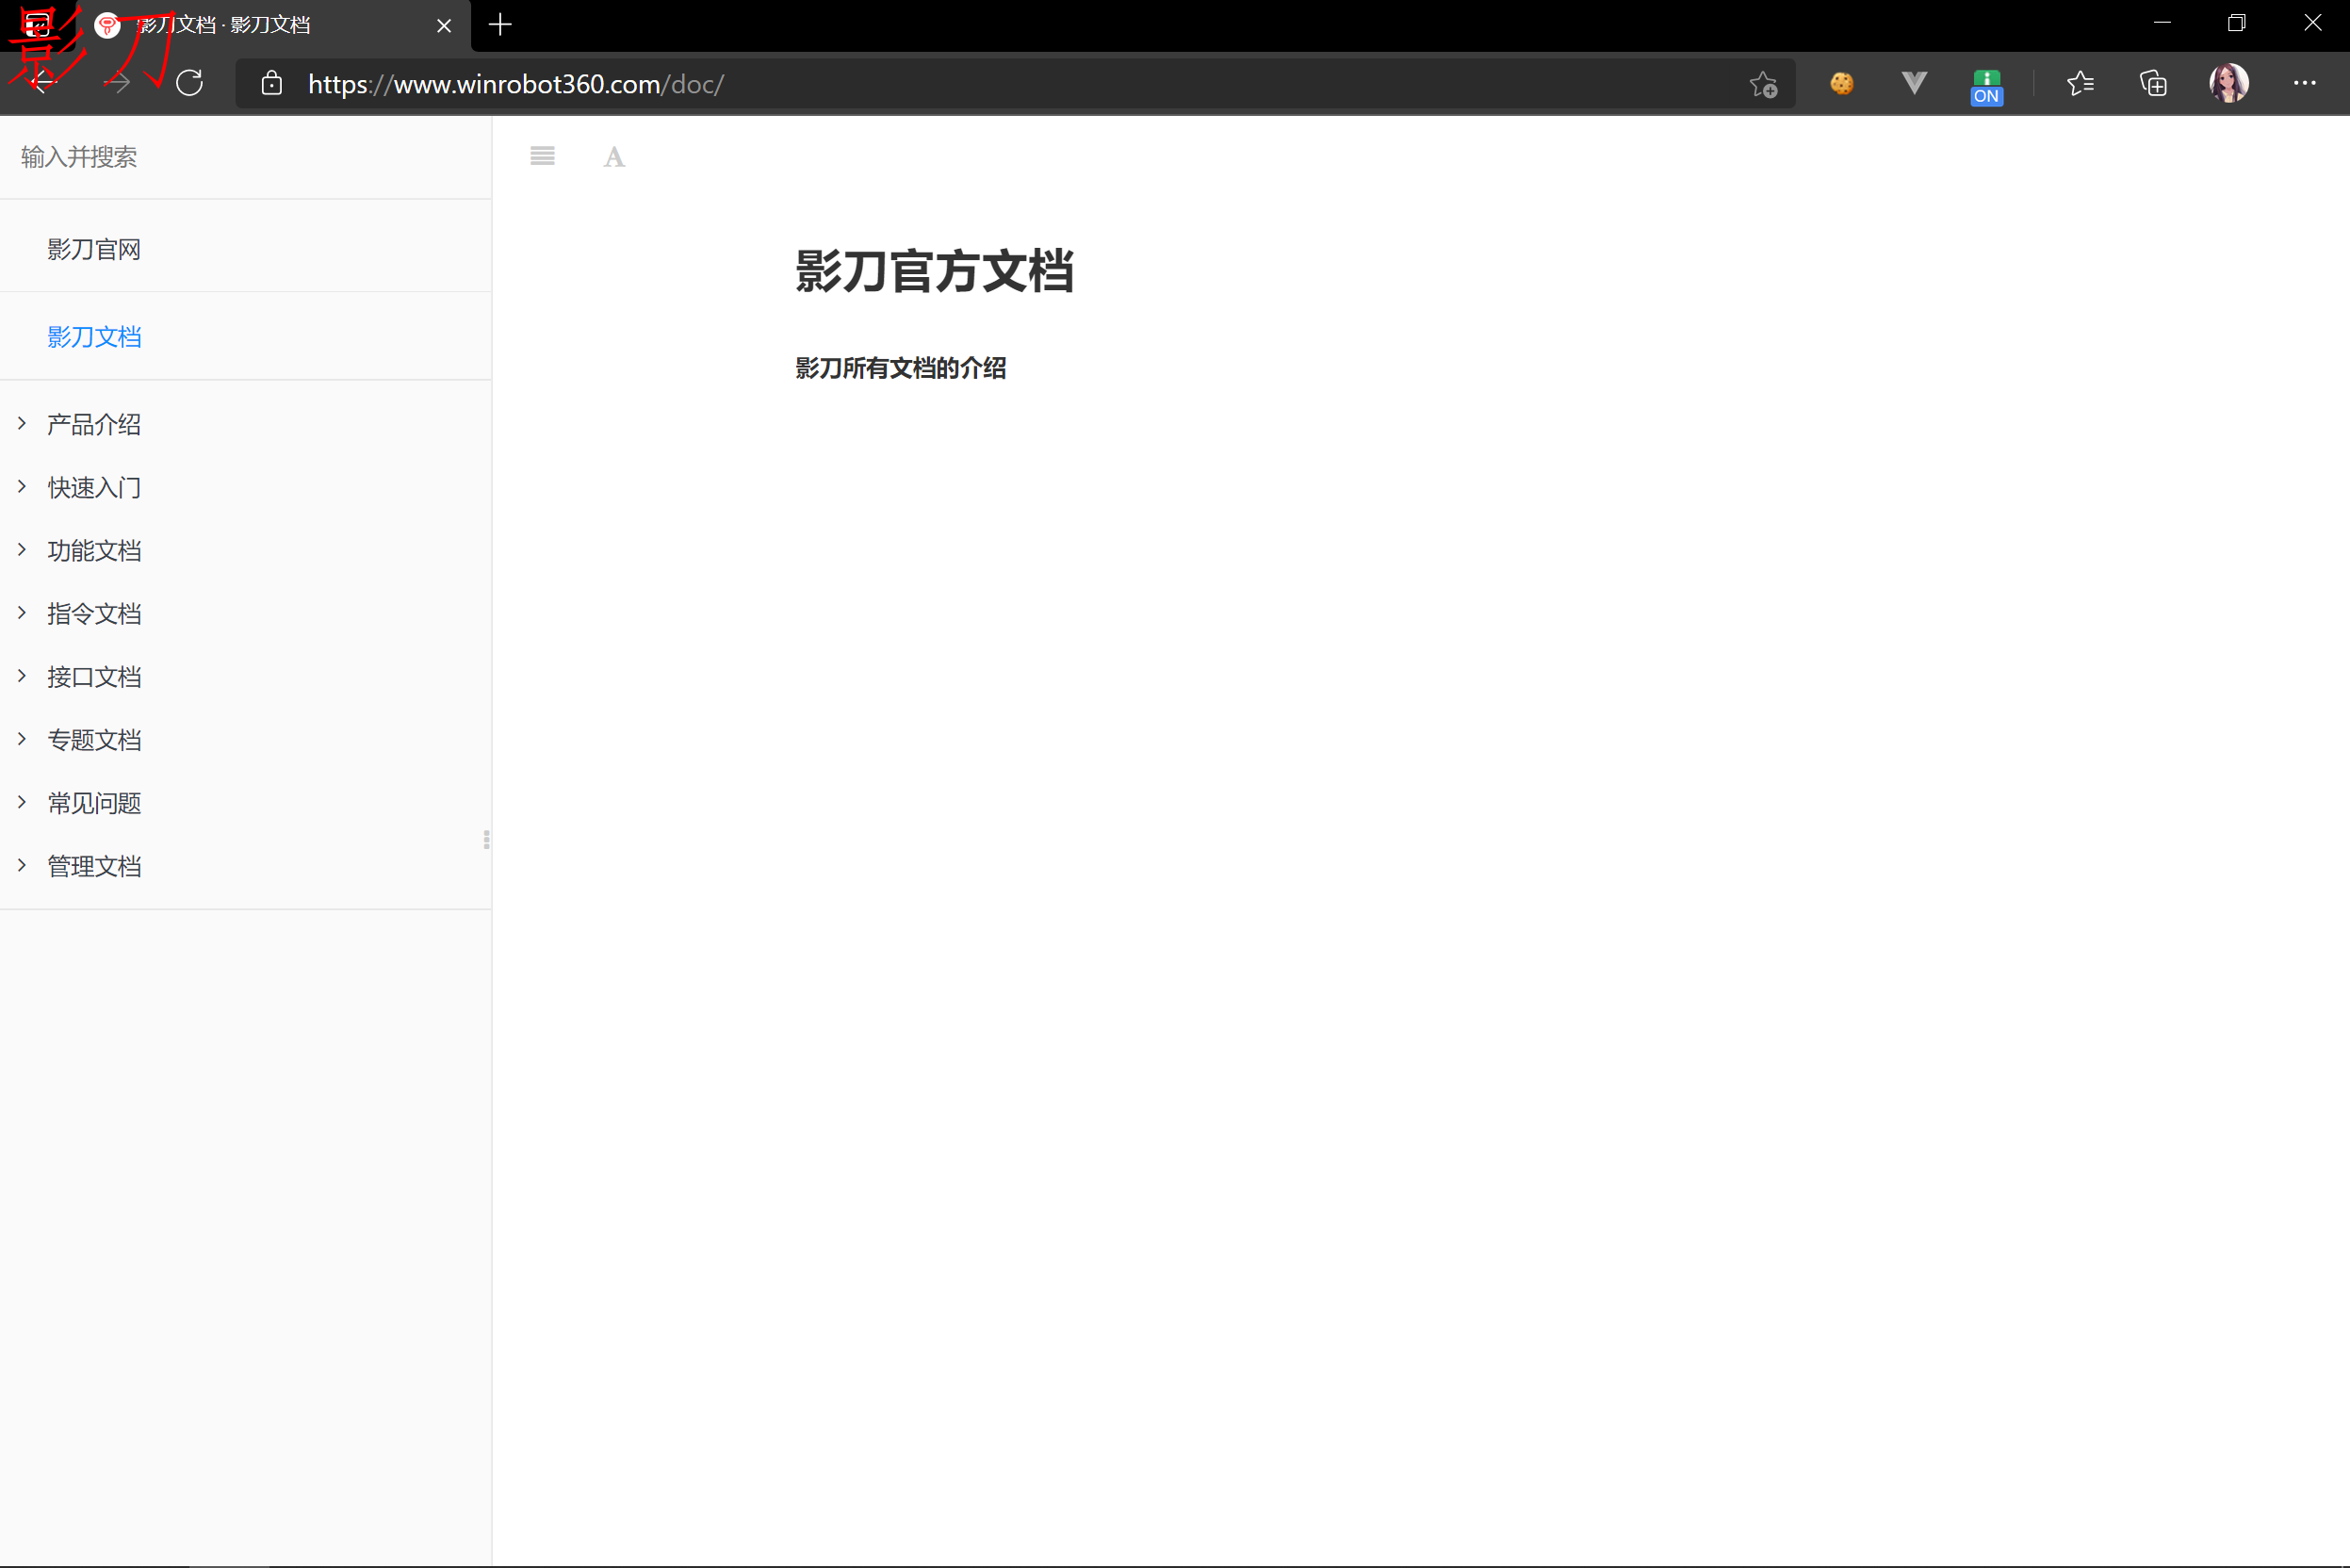 影刀
影刀文档 · 影刀文档
https://www.winrobot360.com/doc/
ON
输入并搜索
A
影刀官网
影刀官方文档
影刀文档
影刀所有文档的介绍
产品介绍
快速入门
功能文档
指令文档
接口文档
专题文档
常见问题
管理文档